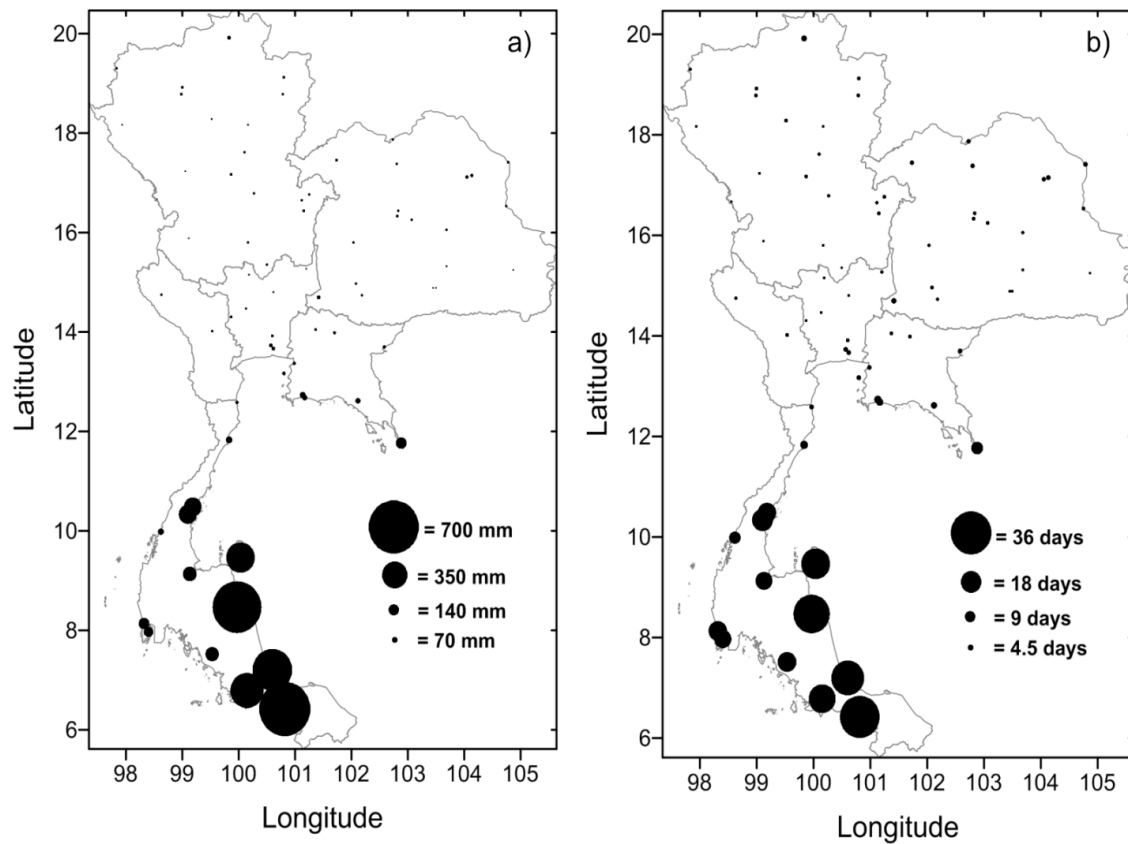 a)
20
18
16
14
12
10
8
6
Latitude
= 700 mm
= 350 mm
= 140 mm
= 70 mm
98 99 100 101 102 103 104 105
Longitude
b)
20
18
16
14
12
10
8
6
Latitude
= 36 days
= 18 days
= 9 days
= 4.5 days
98 99 100 101 102 103 104 105
Longitude